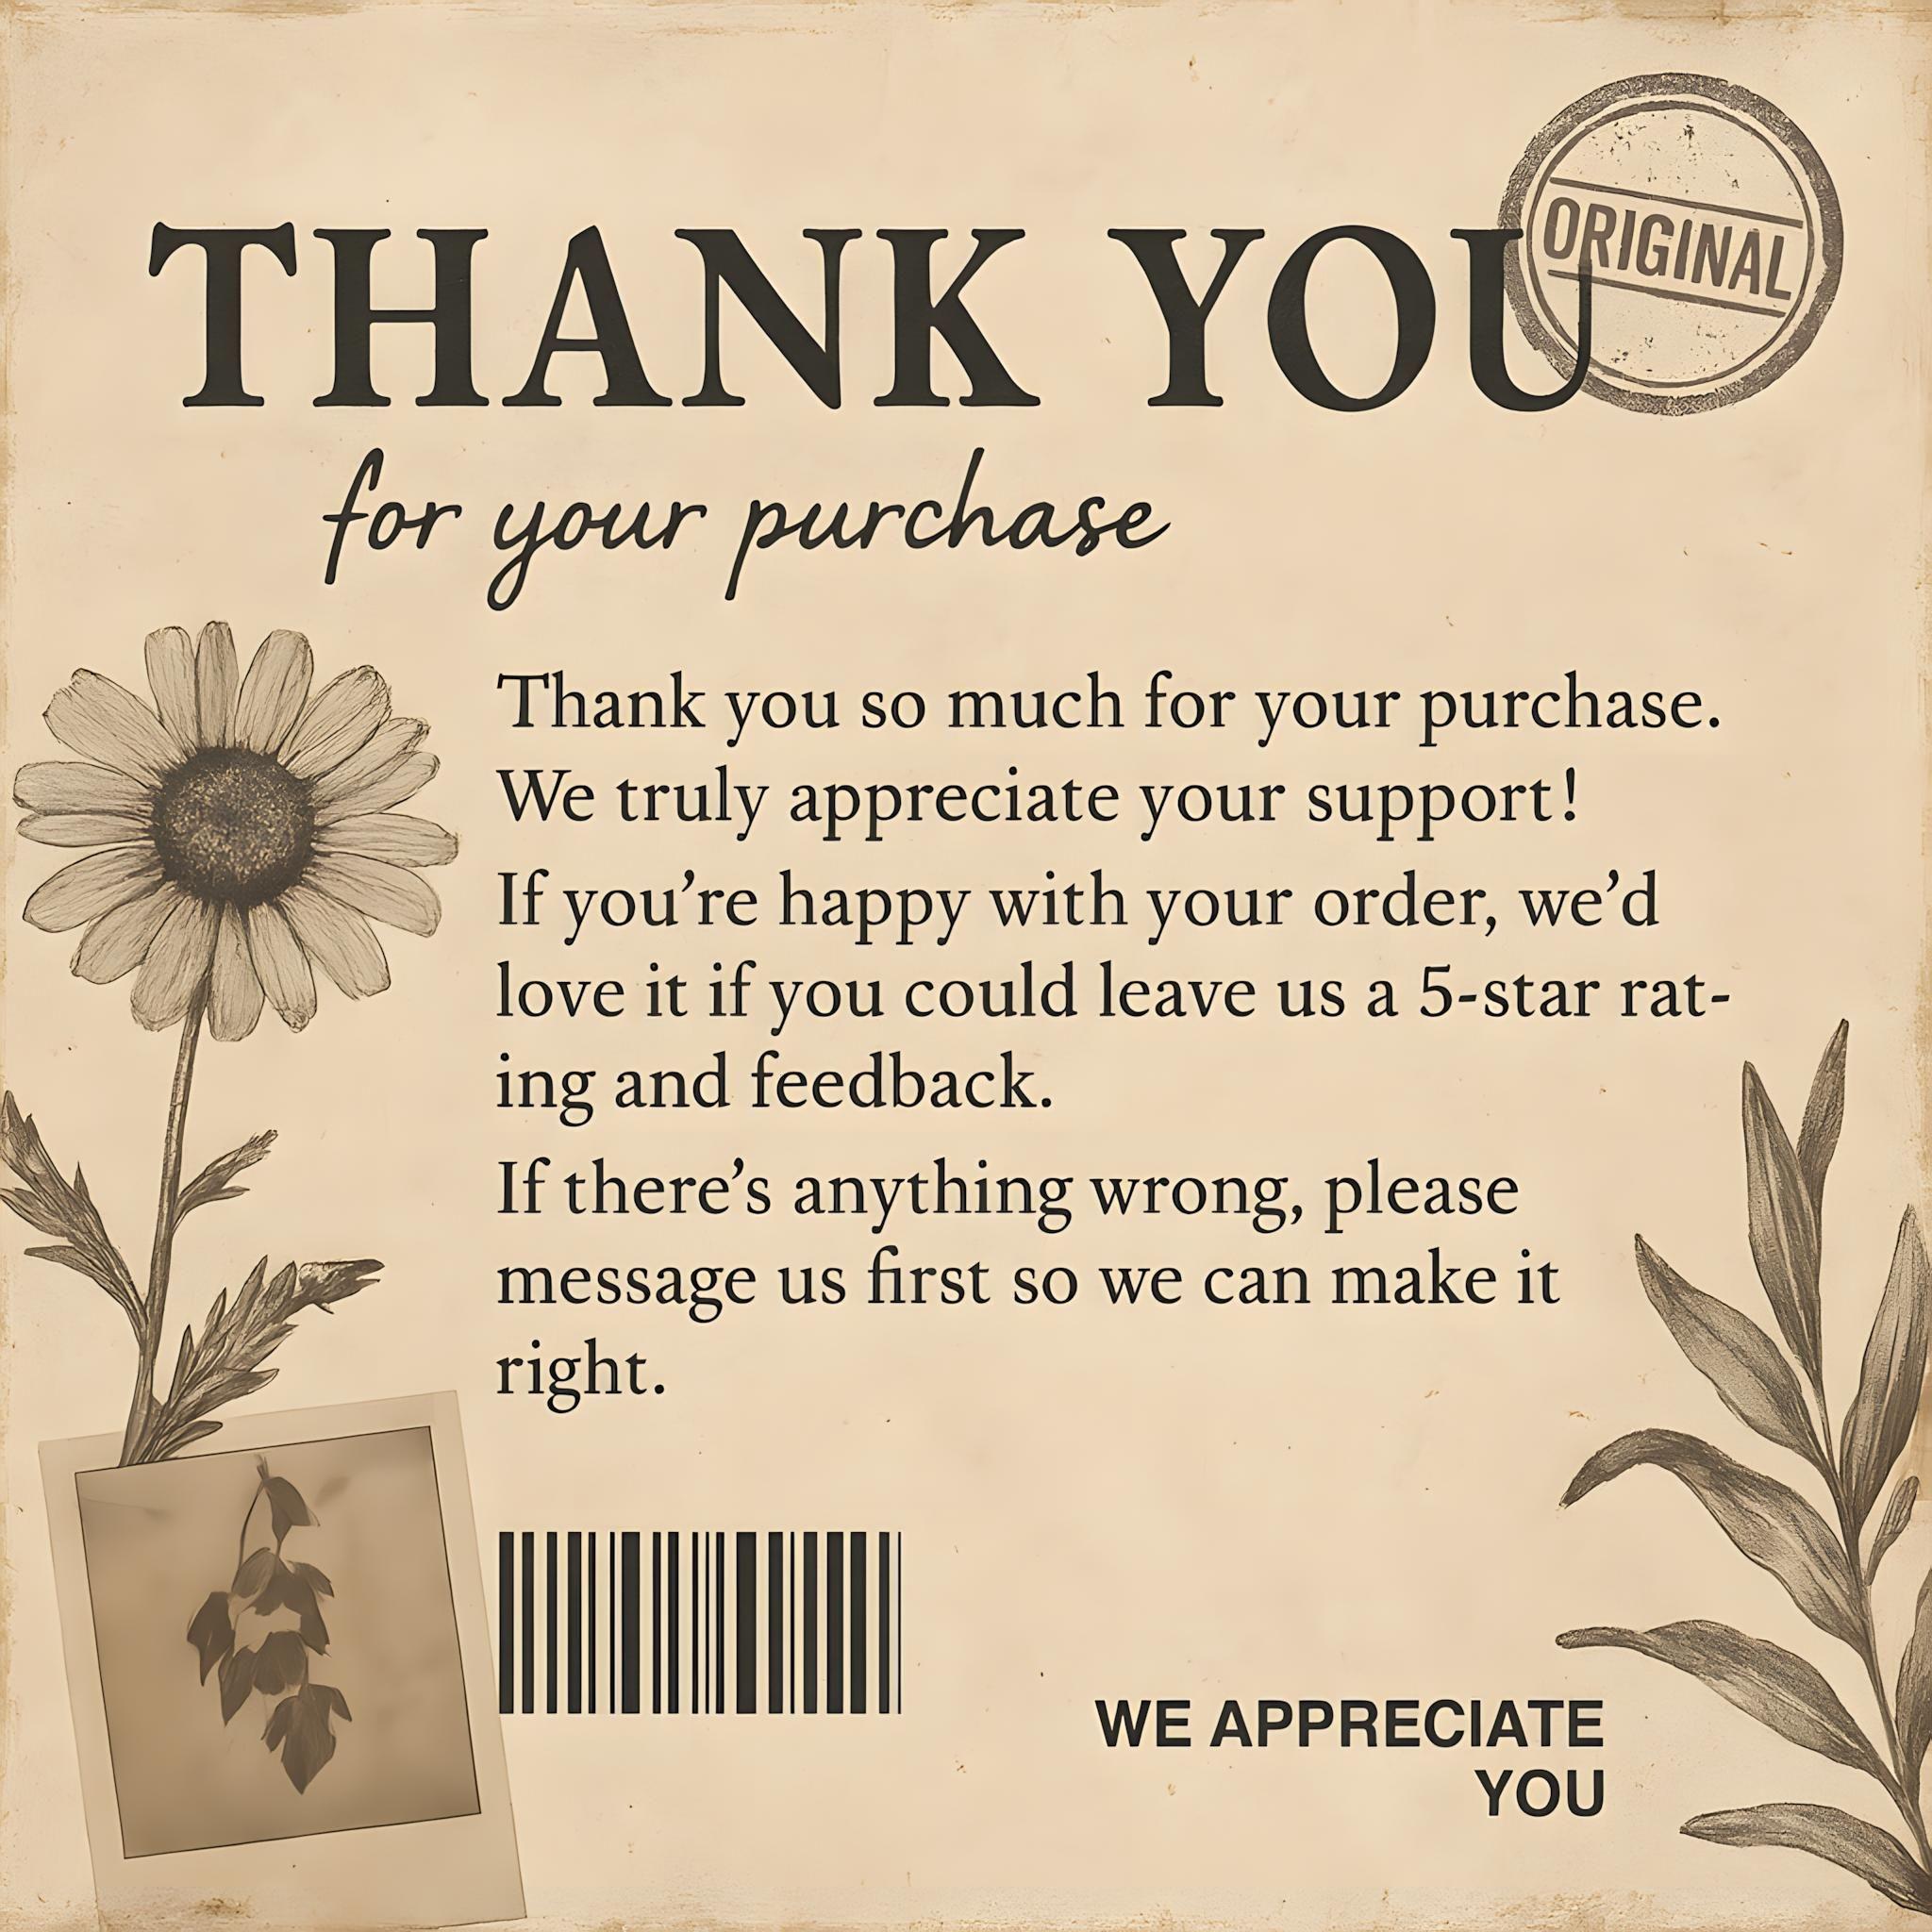 ORIGINAL
THANK YOU
for your purchase
Thank you so much for your purchase.
We truly appreciate your support!
If you’re happy with your order, we’d
love it if you could leave us a 5-star rat-
ing and feedback.
If there’s anything wrong, please
message us first so we can make it
right.
WE APPRECIATE
YOU